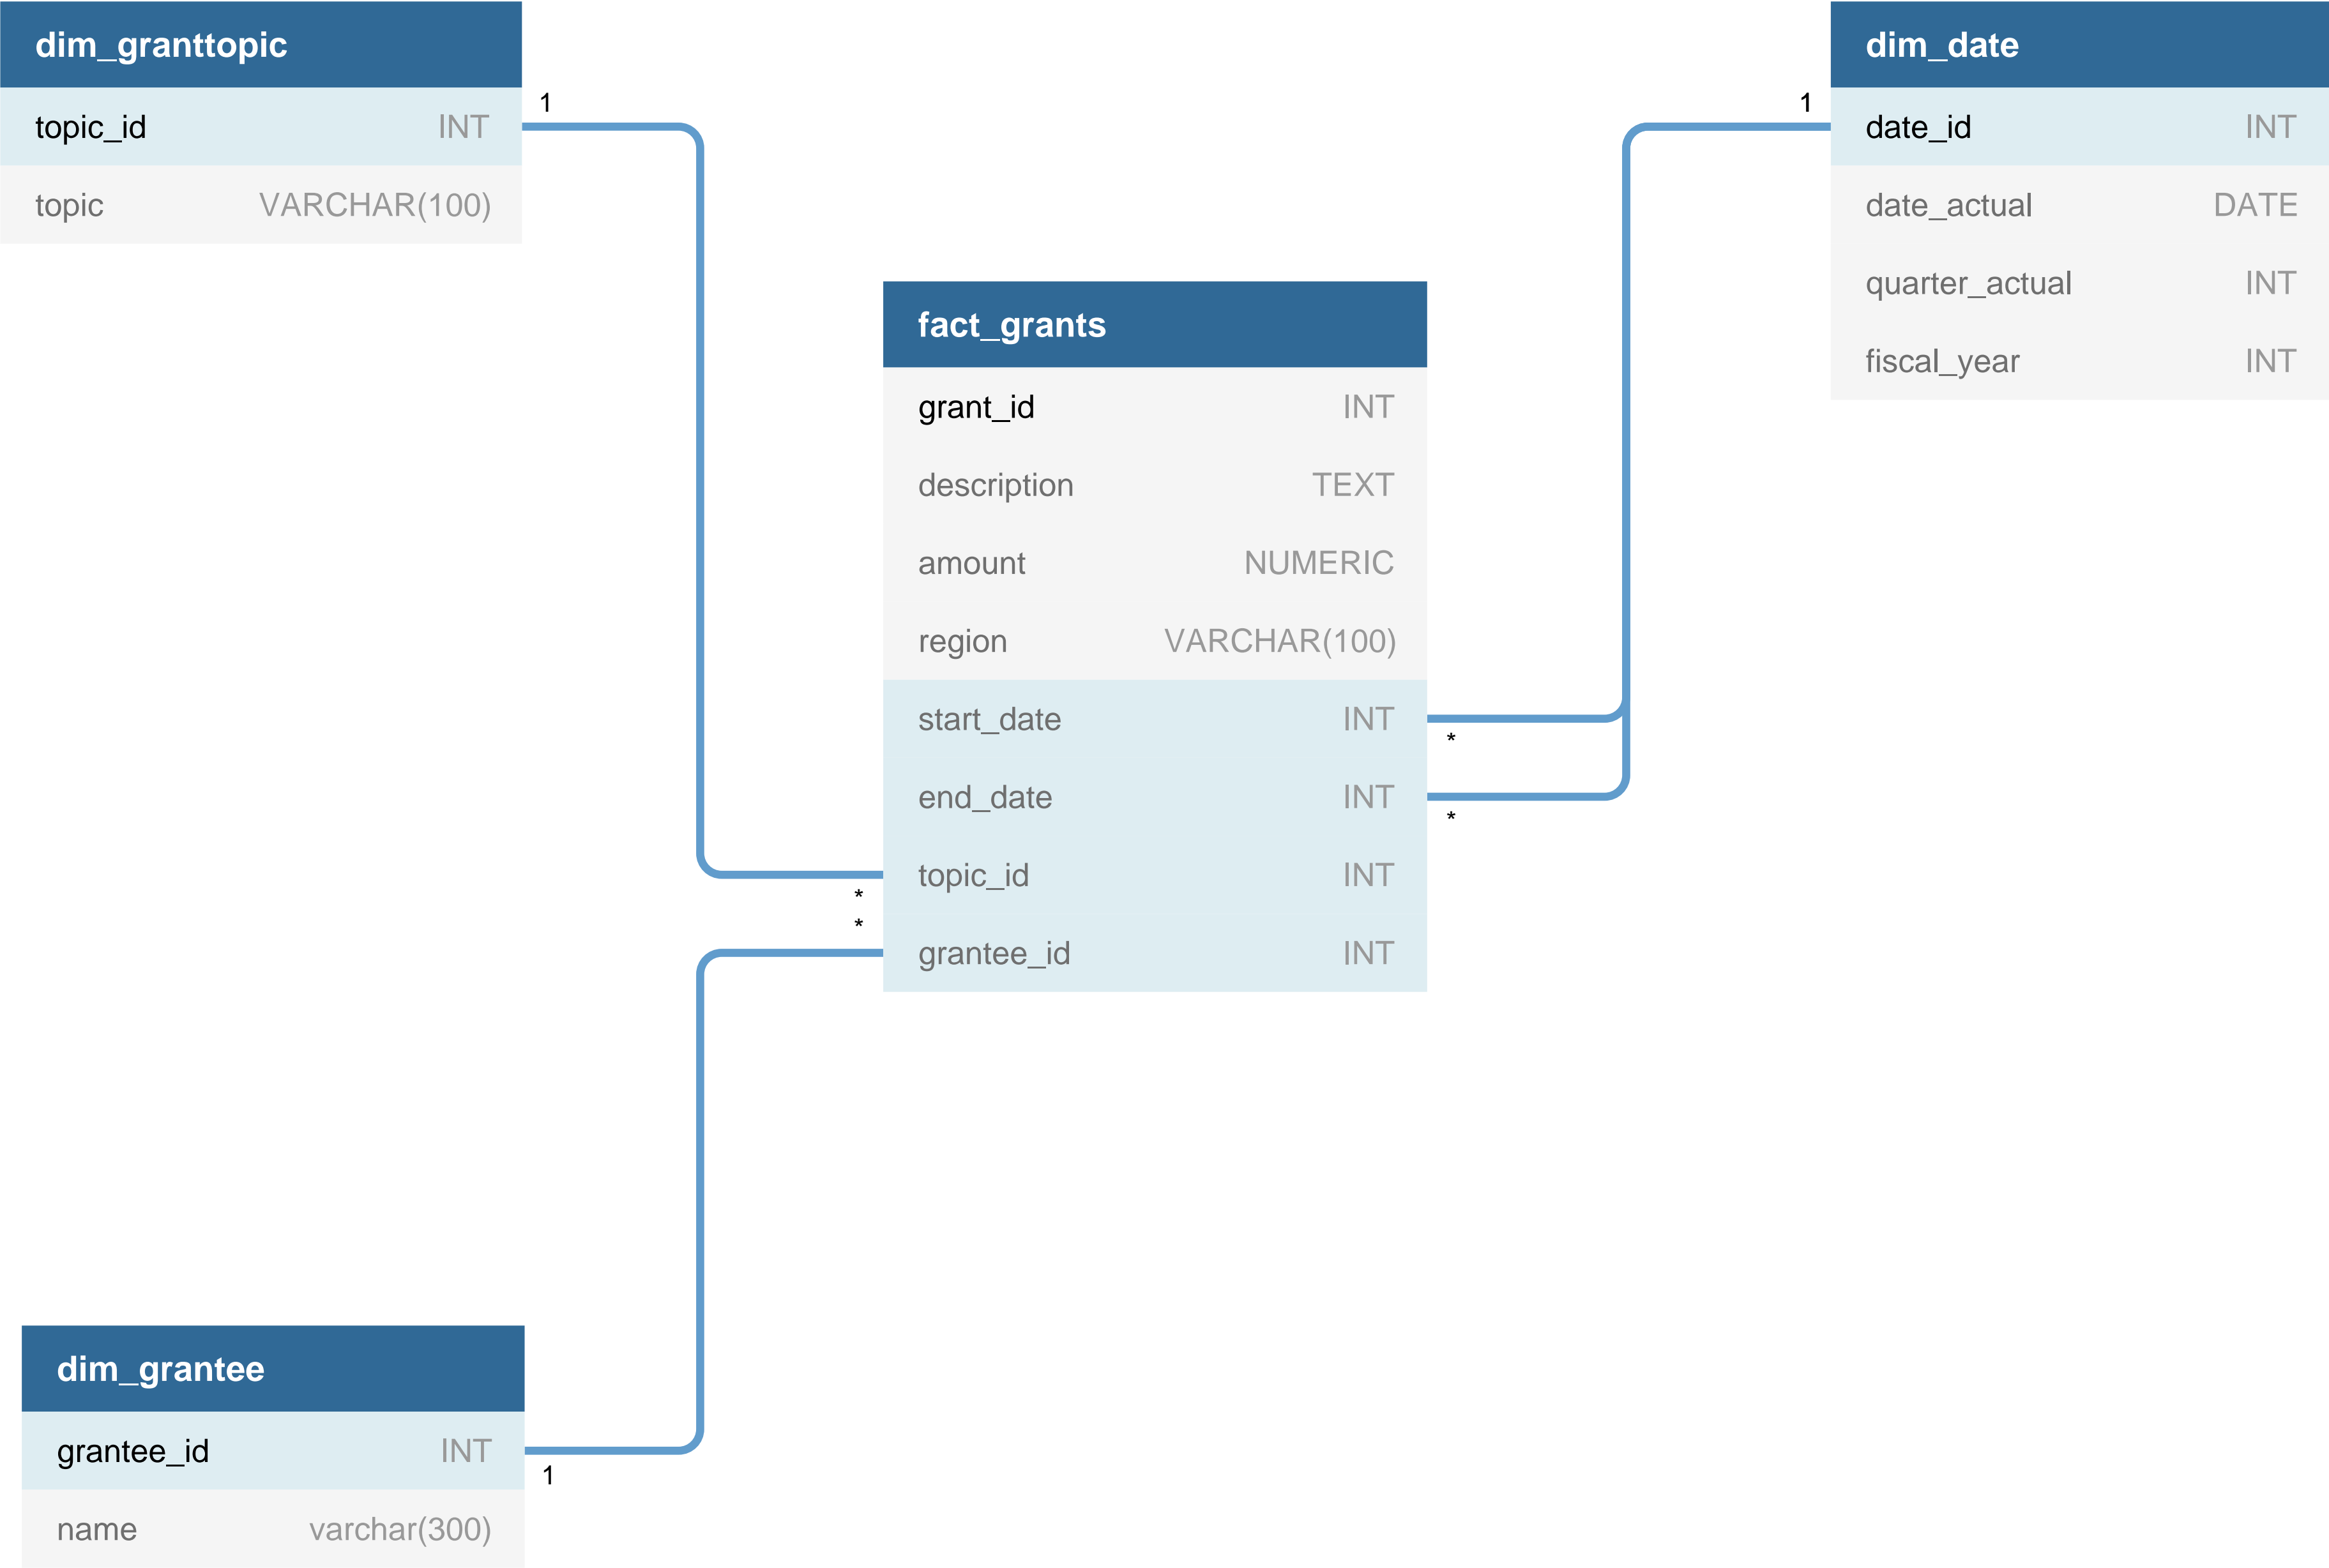 dim_granttopic
1
topic_id INT
topic VARCHAR(100)
dim_date
1
date_id INT
date_actual DATE
quarter_actual INT
fiscal_year INT
fact_grants
grant_id INT
description TEXT
amount NUMERIC
region VARCHAR(100)
start_date INT
*
end_date INT
*
topic_id INT
*
*
grantee_id INT
dim_grantee
grantee_id INT
1
name varchar(300)